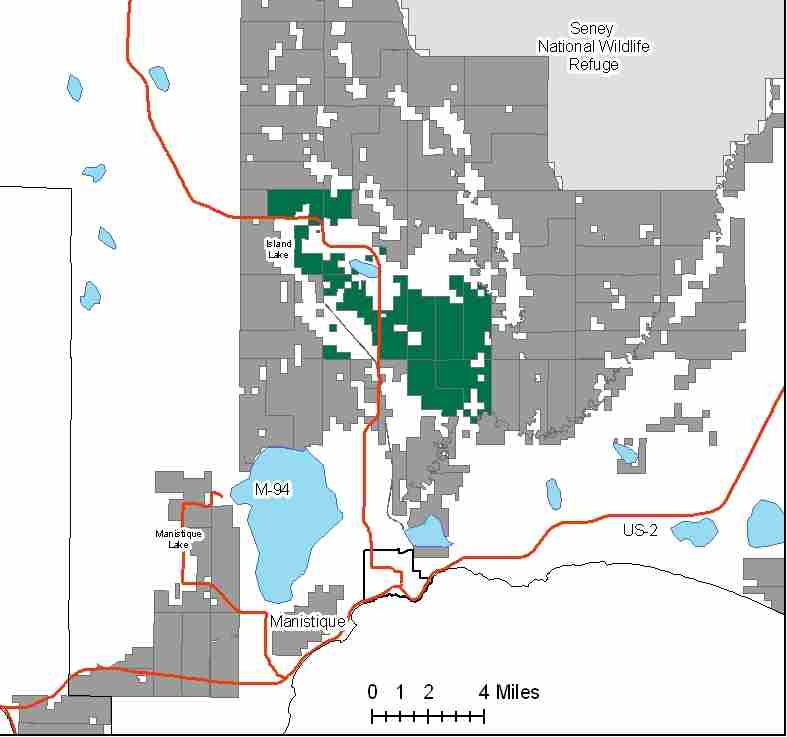 Seney
National Wildlife
Refuge
Island
Lake
M-94
US-2
Manistique
Lake
Manistique
0 1 2 4 Miles